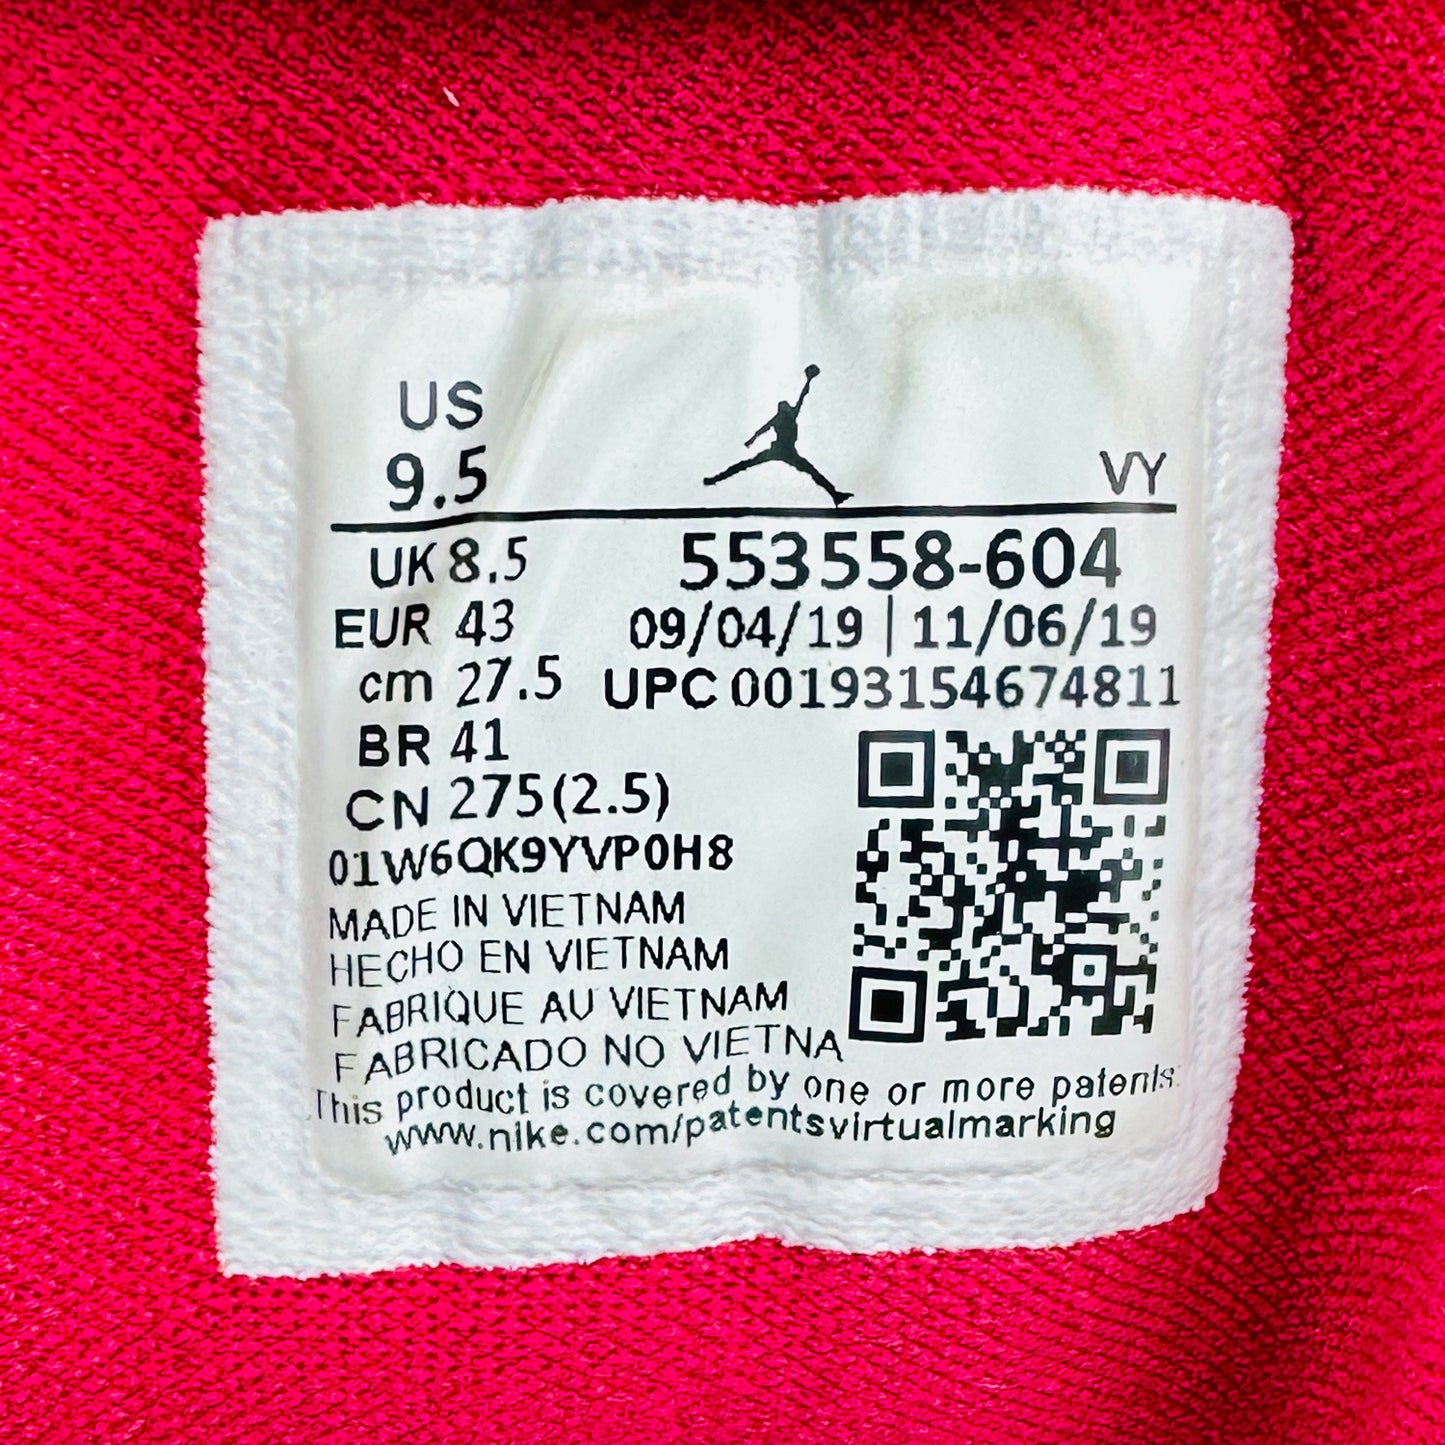 US
9.5
VY
UK 8.5
553558-604
EUR 43
09/04/19 | 11/06/19
cm 27.5
UPC 00193154674811
BR 41
CN 275(2.5)
01W6QK9YVP0H8
MADE IN VIETNAM
HECHO EN VIETNAM
FABRIQUE AU VIETNAM
FABRICADO NO VIETNA
This product is covered by one or more patents.
www.nike.com/patentsvirtualmarking